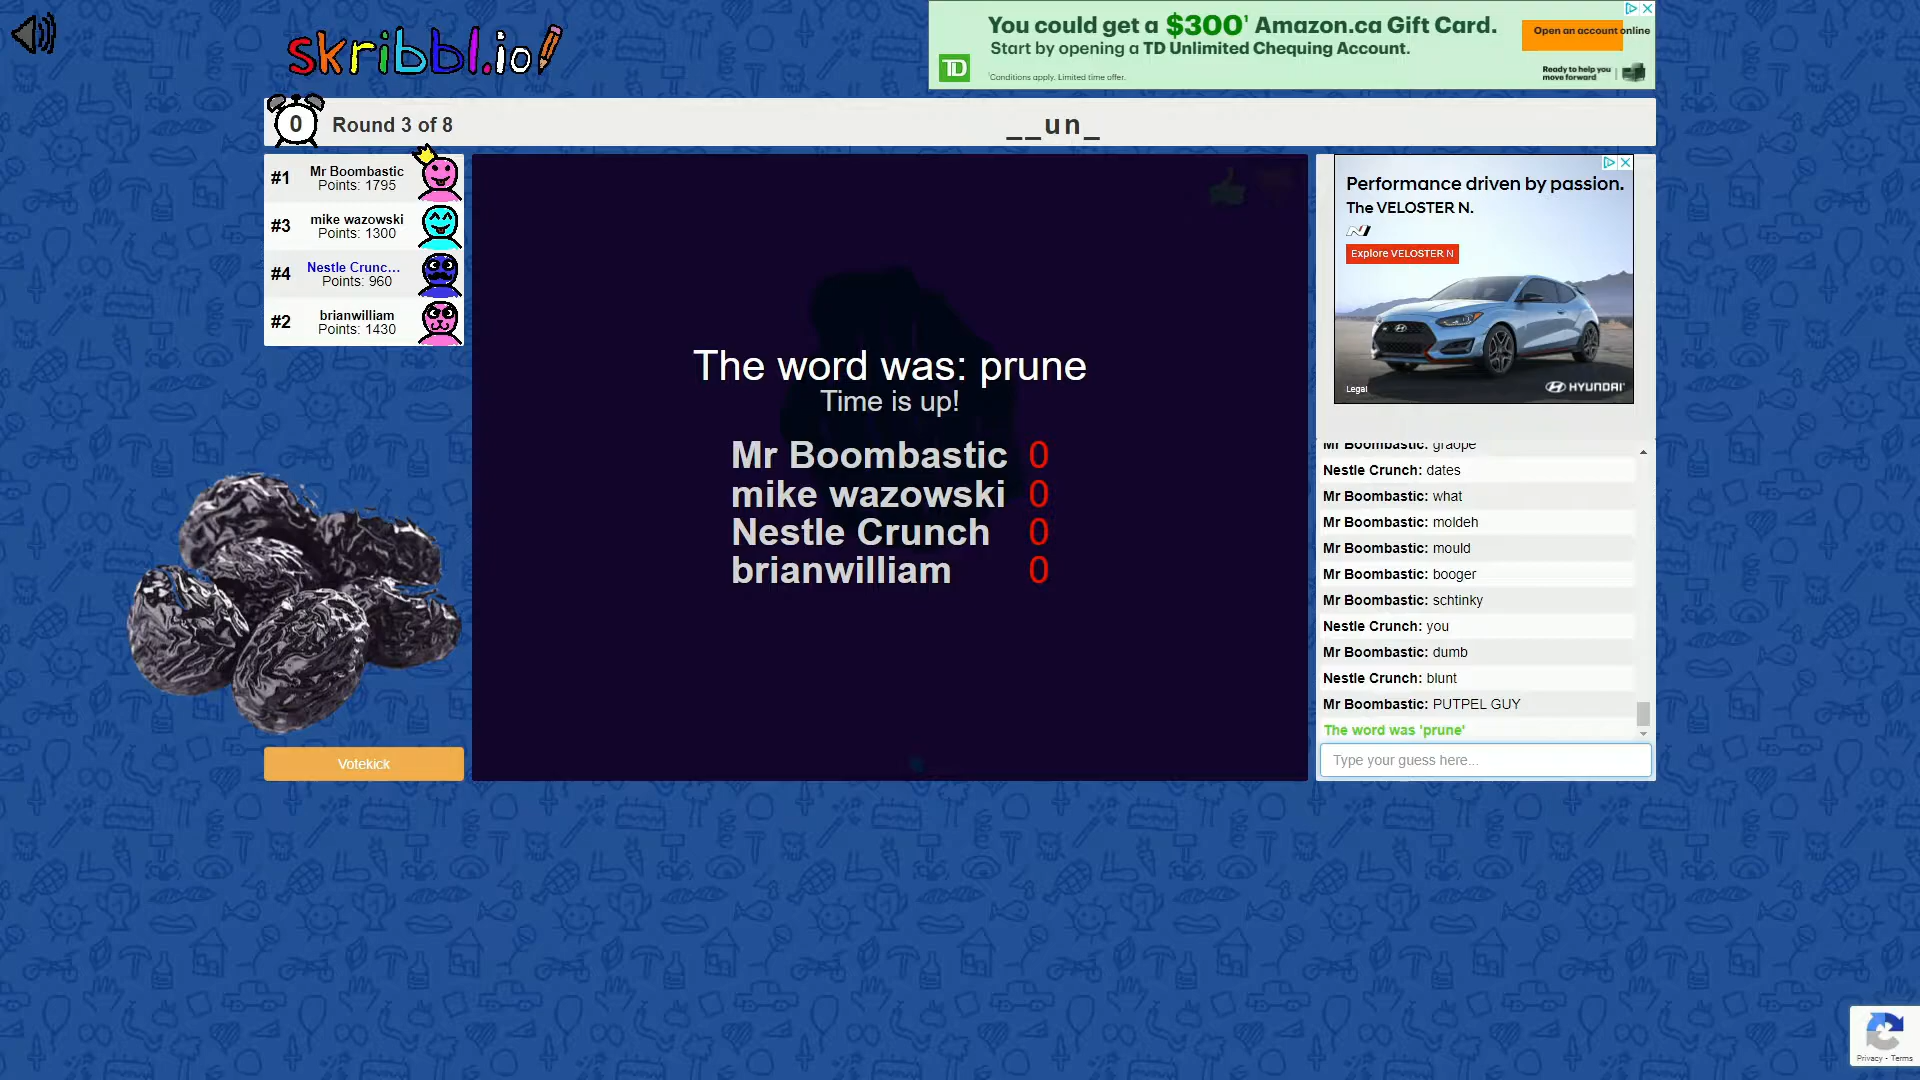 skribbl.io
You could get a $300¹ Amazon.ca Gift Card.
Start by opening a TD Unlimited Chequing Account.
¹Conditions apply. Limited time offer.
TD
Open an account online
Ready to help you
move forward
0
Round 3 of 8
__un_
#1
Mr Boombastic
Points: 1795
#3
mike wazowski
Points: 1300
#4
Nestle Crunc...
Points: 960
#2
brianwilliam
Points: 1430
Votekick
The word was: prune
Time is up!
Mr Boombastic 0
mike wazowski 0
Nestle Crunch 0
brianwilliam 0
Performance driven by passion.
The VELOSTER N.
N
Explore VELOSTER N
Legal
HYUNDAI
Mr Boombastic: graope
Nestle Crunch: dates
Mr Boombastic: what
Mr Boombastic: moldeh
Mr Boombastic: mould
Mr Boombastic: booger
Mr Boombastic: schtinky
Nestle Crunch: you
Mr Boombastic: dumb
Nestle Crunch: blunt
Mr Boombastic: PUTPEL GUY
The word was 'prune'
Type your guess here...
Privacy - Terms